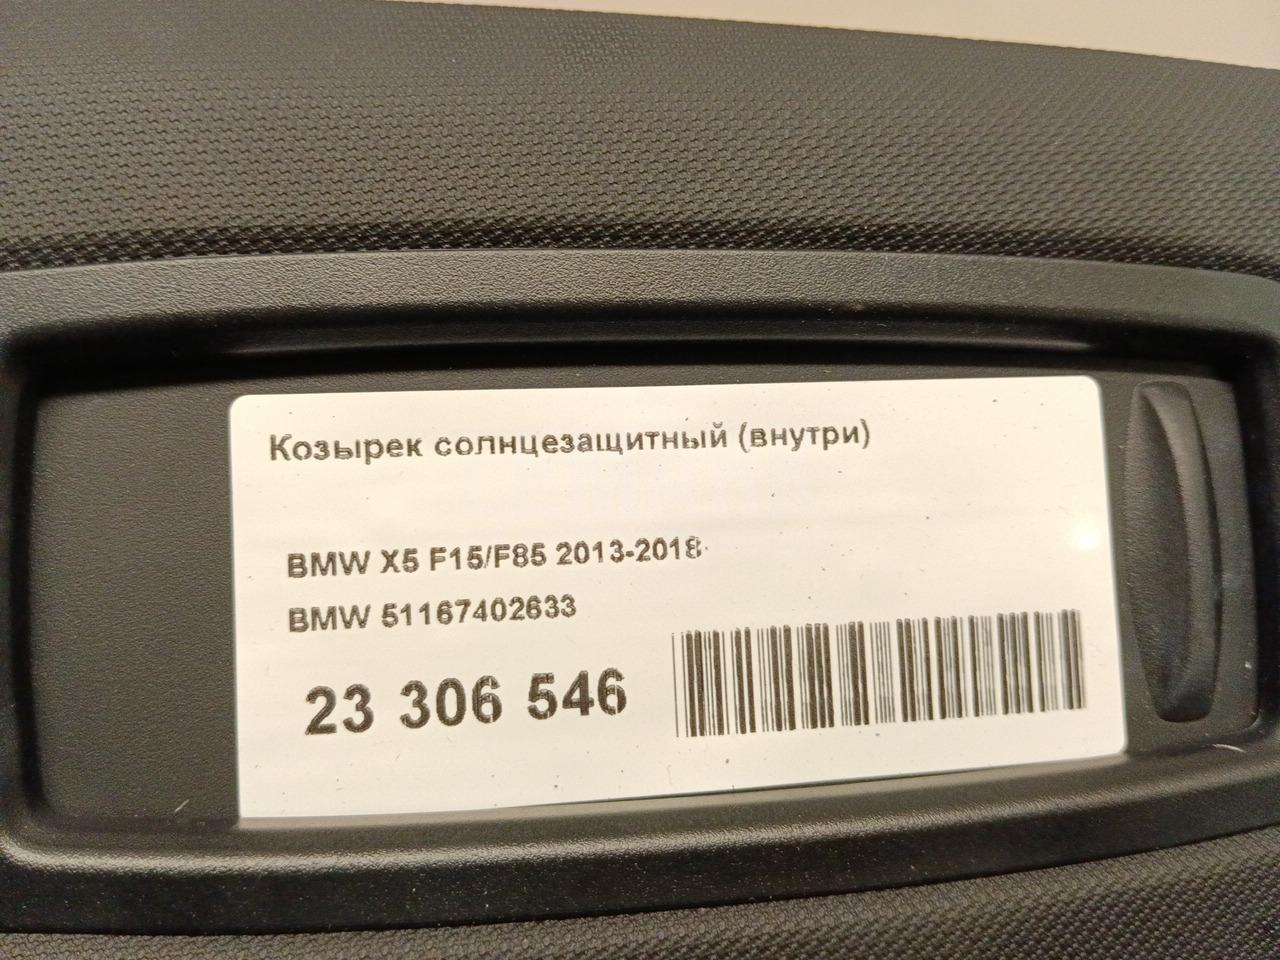 Козырек солнцезащитный (внутри)
BMW X5 F15/F85 2013-2018
BMW 51167402633
23 306 546